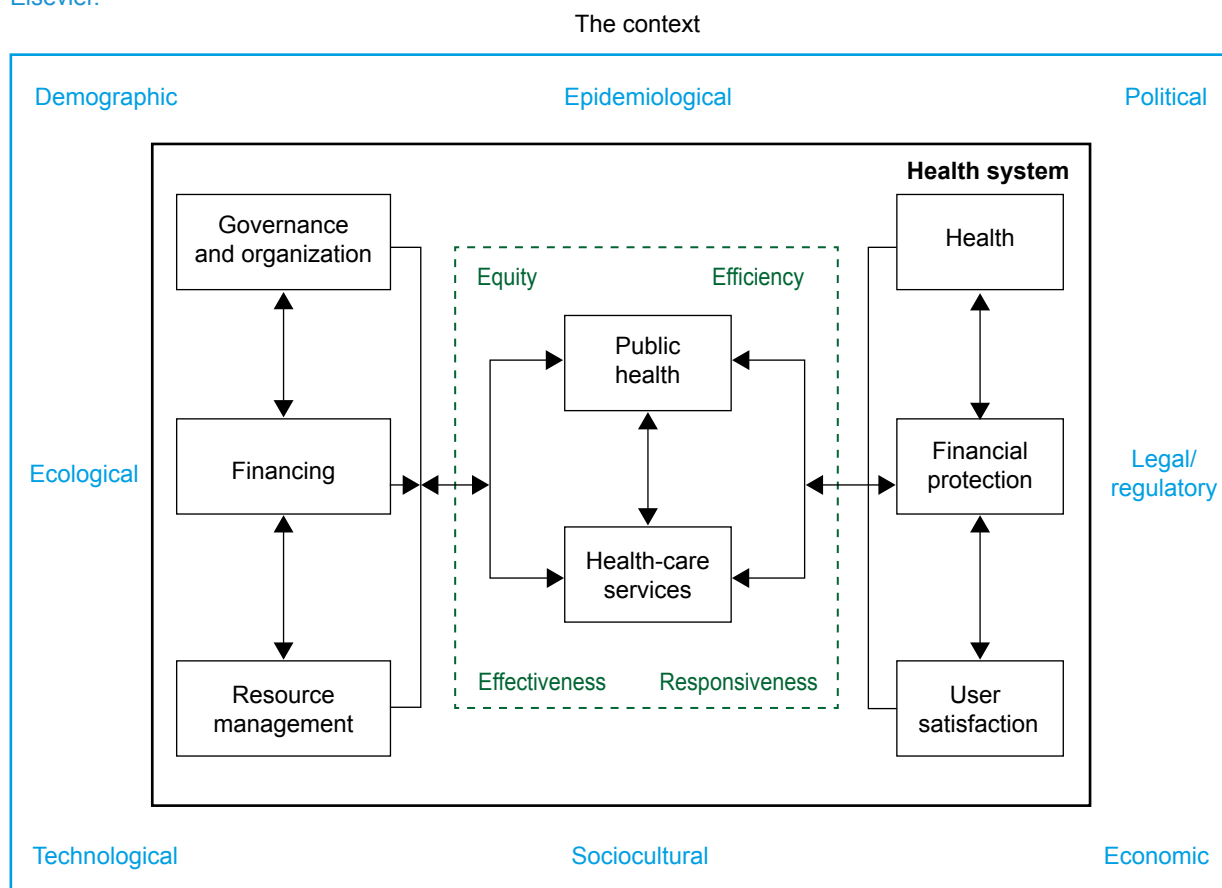 Elsevier.
The context
Demographic
Epidemiological
Political
Health system
Governance
and organization
Health
Equity
Efficiency
Public
health
Ecological
Financing
Financial
protection
Legal/
regulatory
Health-care
services
Effectiveness
Responsiveness
Resource
management
User
satisfaction
Technological
Sociocultural
Economic